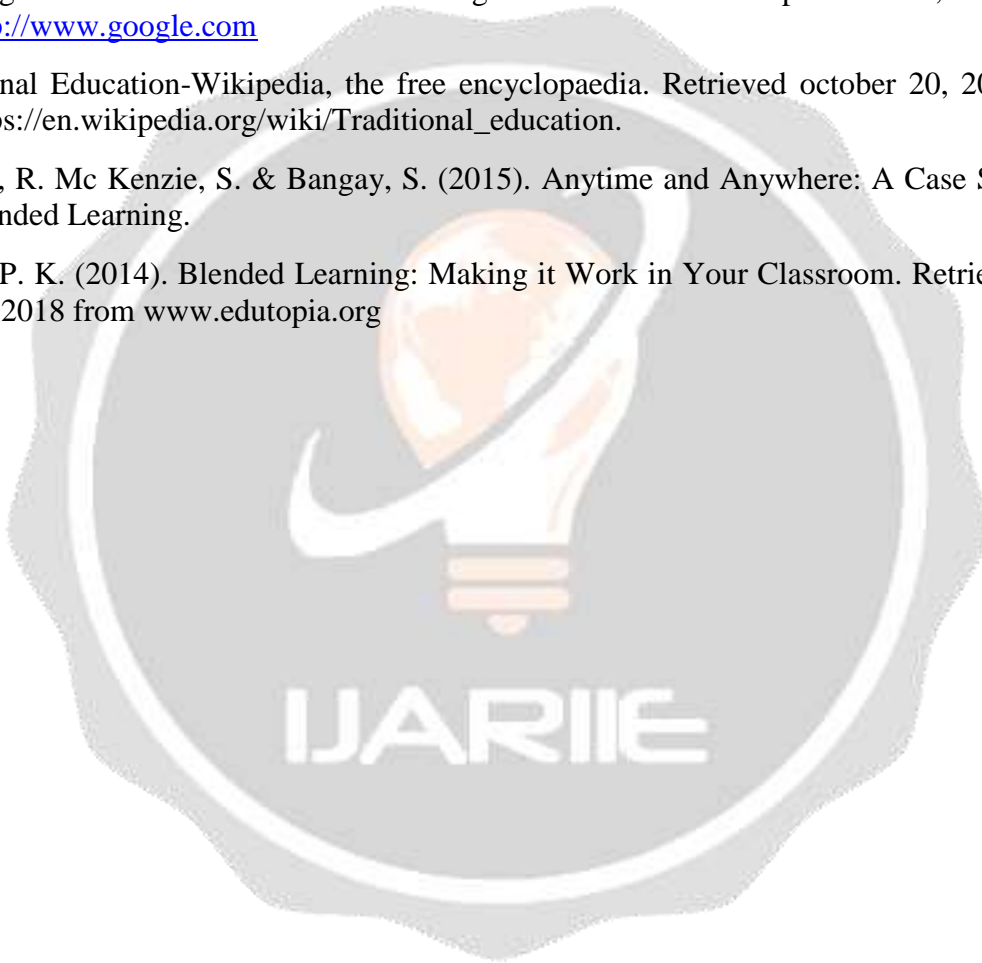 ://www.google.com
nal Education-Wikipedia, the free encyclopaedia. Retrieved october 20, 20
s://en.wikipedia.org/wiki/Traditional_education.
, R. Mc Kenzie, S. & Bangay, S. (2015). Anytime and Anywhere: A Case S
nded Learning.
P. K. (2014). Blended Learning: Making it Work in Your Classroom. Retrie
2018 from www.edutopia.org
IJARIIE